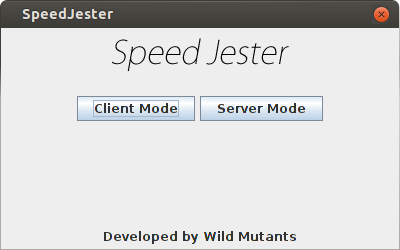 SpeedJester
Speed Jester
Client Mode Server Mode
Developed by Wild Mutants